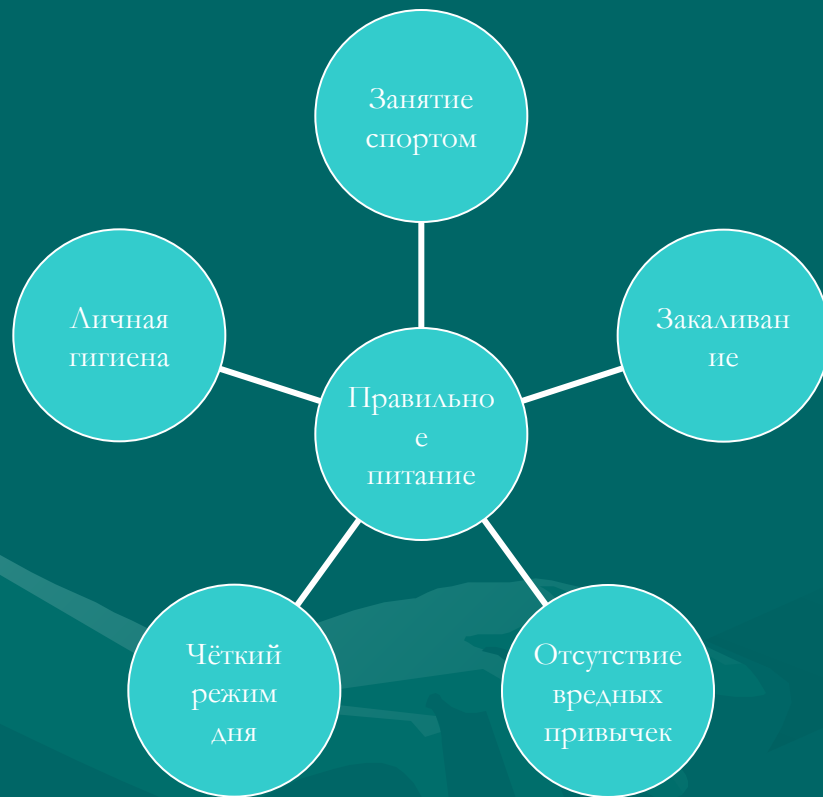 Занятие
спортом
Личная
гигиена
Закаливан
ие
Правильно
е
питание
Чёткий
режим
дня
Отсутствие
вредных
привычек